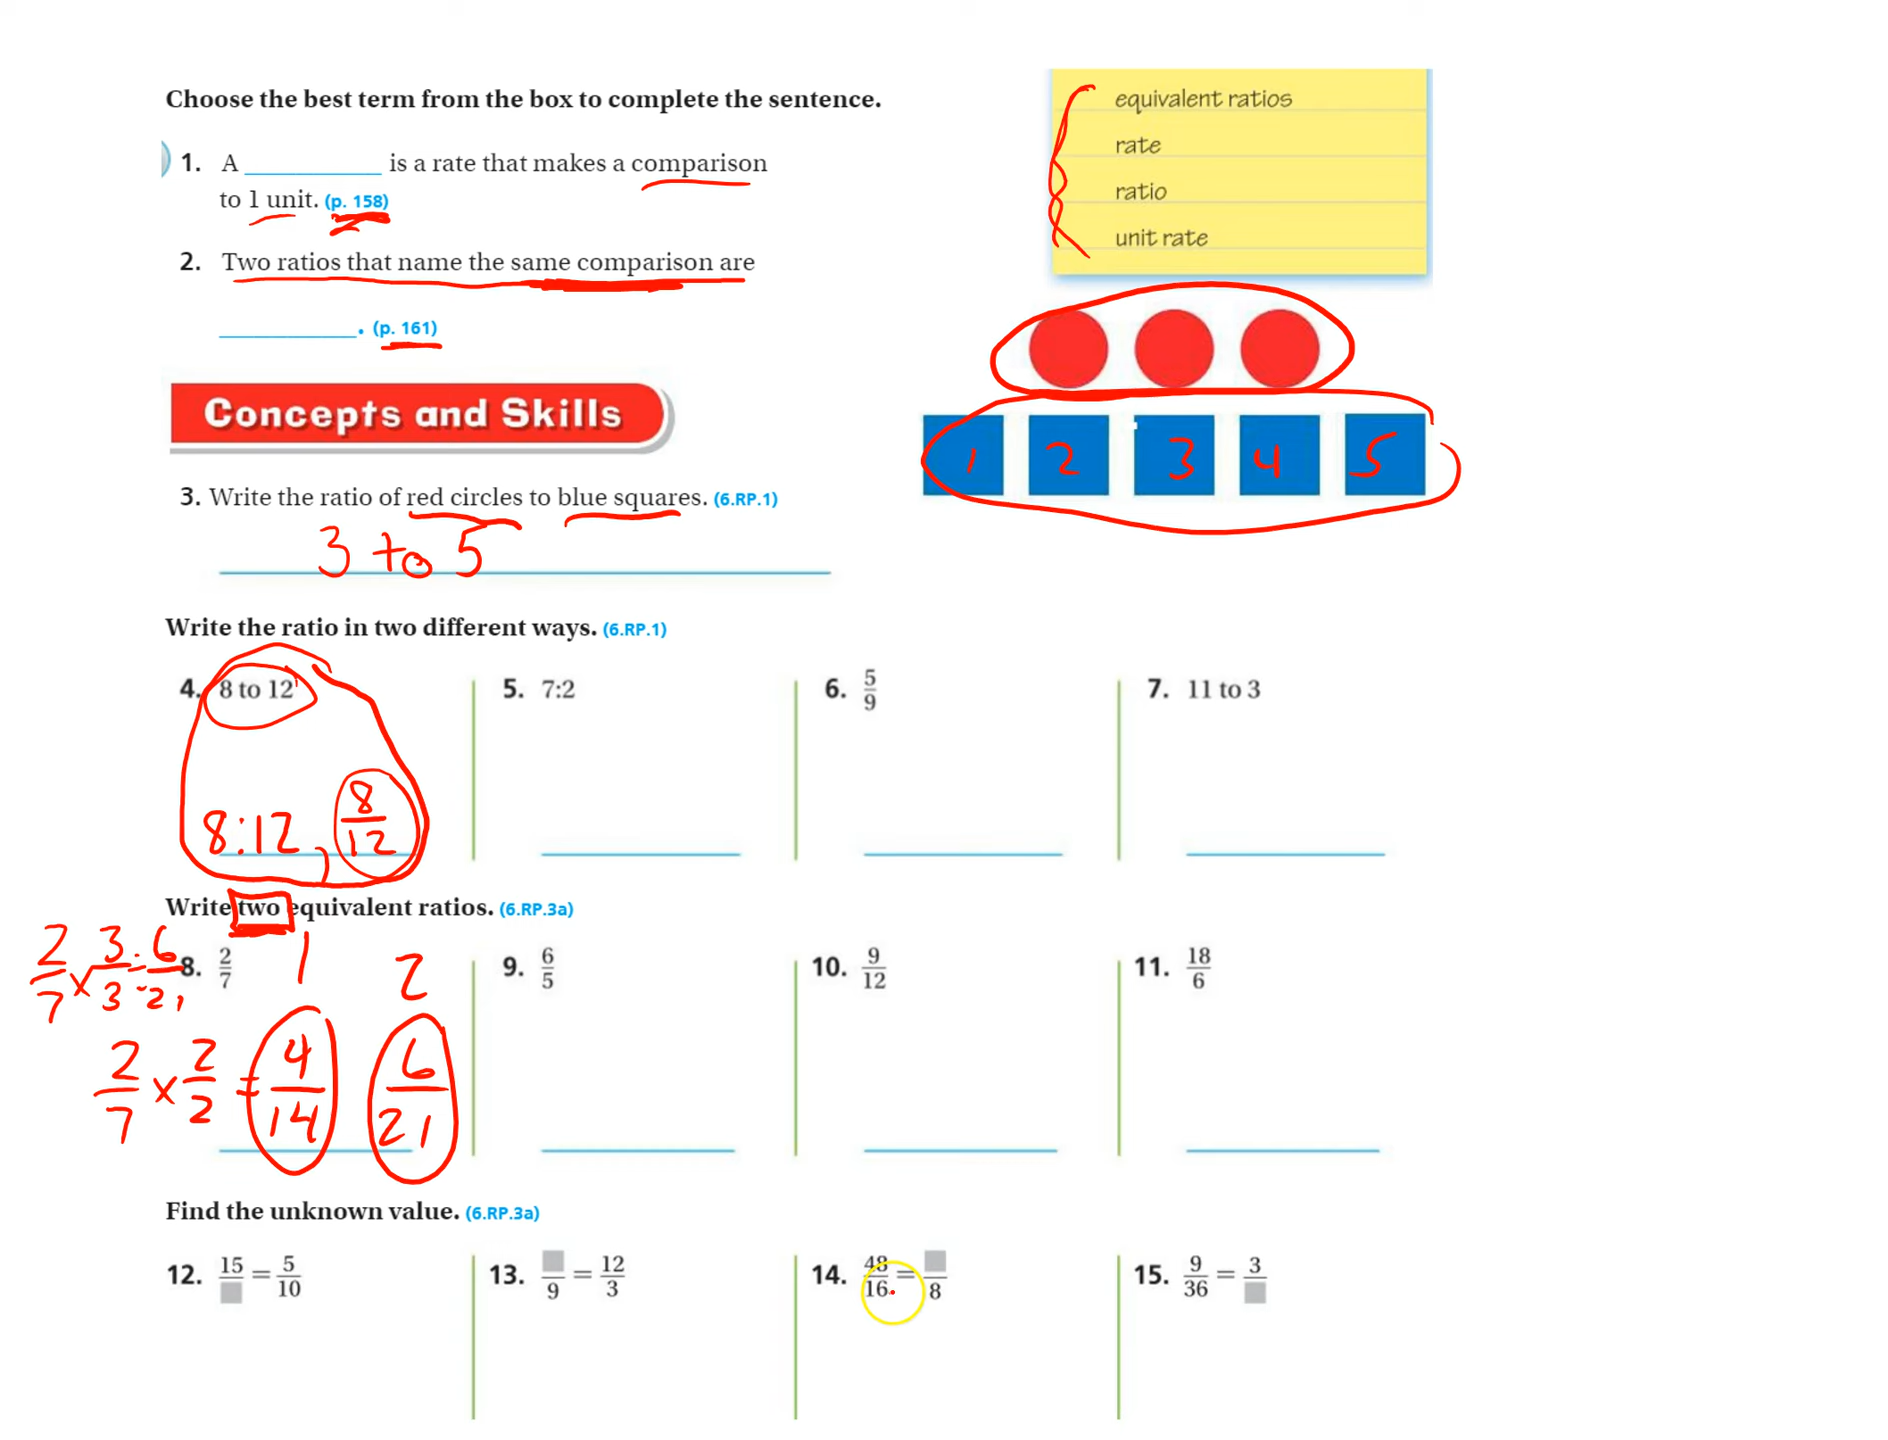 Choose the best term from the box to complete the sentence.
equivalent ratios
rate
ratio
unit rate
1. A __________ is a rate that makes a comparison
to 1 unit. (p. 158)
2. Two ratios that name the same comparison are
__________. (p. 161)
Concepts and Skills
1 2 3 4 5
3. Write the ratio of red circles to blue squares. (6.RP.1)
3 to 5
Write the ratio in two different ways. (6.RP.1)
4. 8 to 12
5. 7:2
6. 5/9
7. 11 to 3
8:12, 8/12
Write two equivalent ratios. (6.RP.3a)
1 2
2/7 × 3/3 = 6/21
8. 2/7
9. 6/5
10. 9/12
11. 18/6
2/7 × 2/2 = 4/14 6/21
Find the unknown value. (6.RP.3a)
12. 15/■ = 5/10
13. ■/9 = 12/3
14. 48/16 = ■/8
15. 9/36 = 3/■